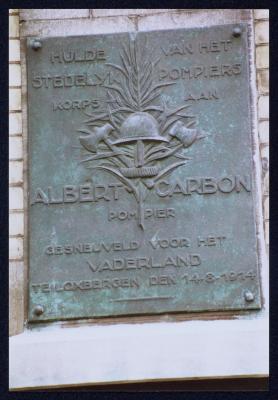 HULDE VAN HET
STEDELYK POMPIERS
KORPS AAN
ALBERT CARBON
POMPIER
GESNEUVELD VOOR HET
VADERLAND
TE LOXBERGEN DEN 14-8-1914